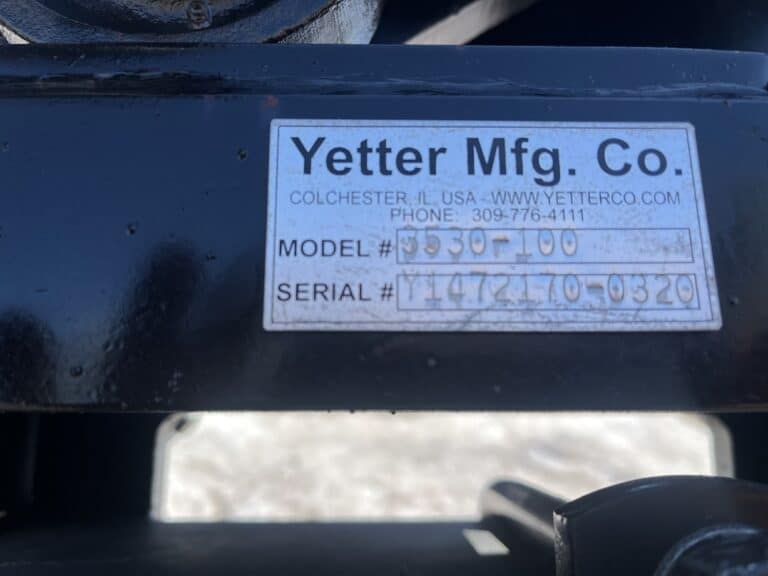 Yetter Mfg. Co.
COLCHESTER, IL, USA - WWW.YETTERCO.COM
PHONE: 309-776-4111
MODEL # 3530-100
SERIAL # Y1472170-0320